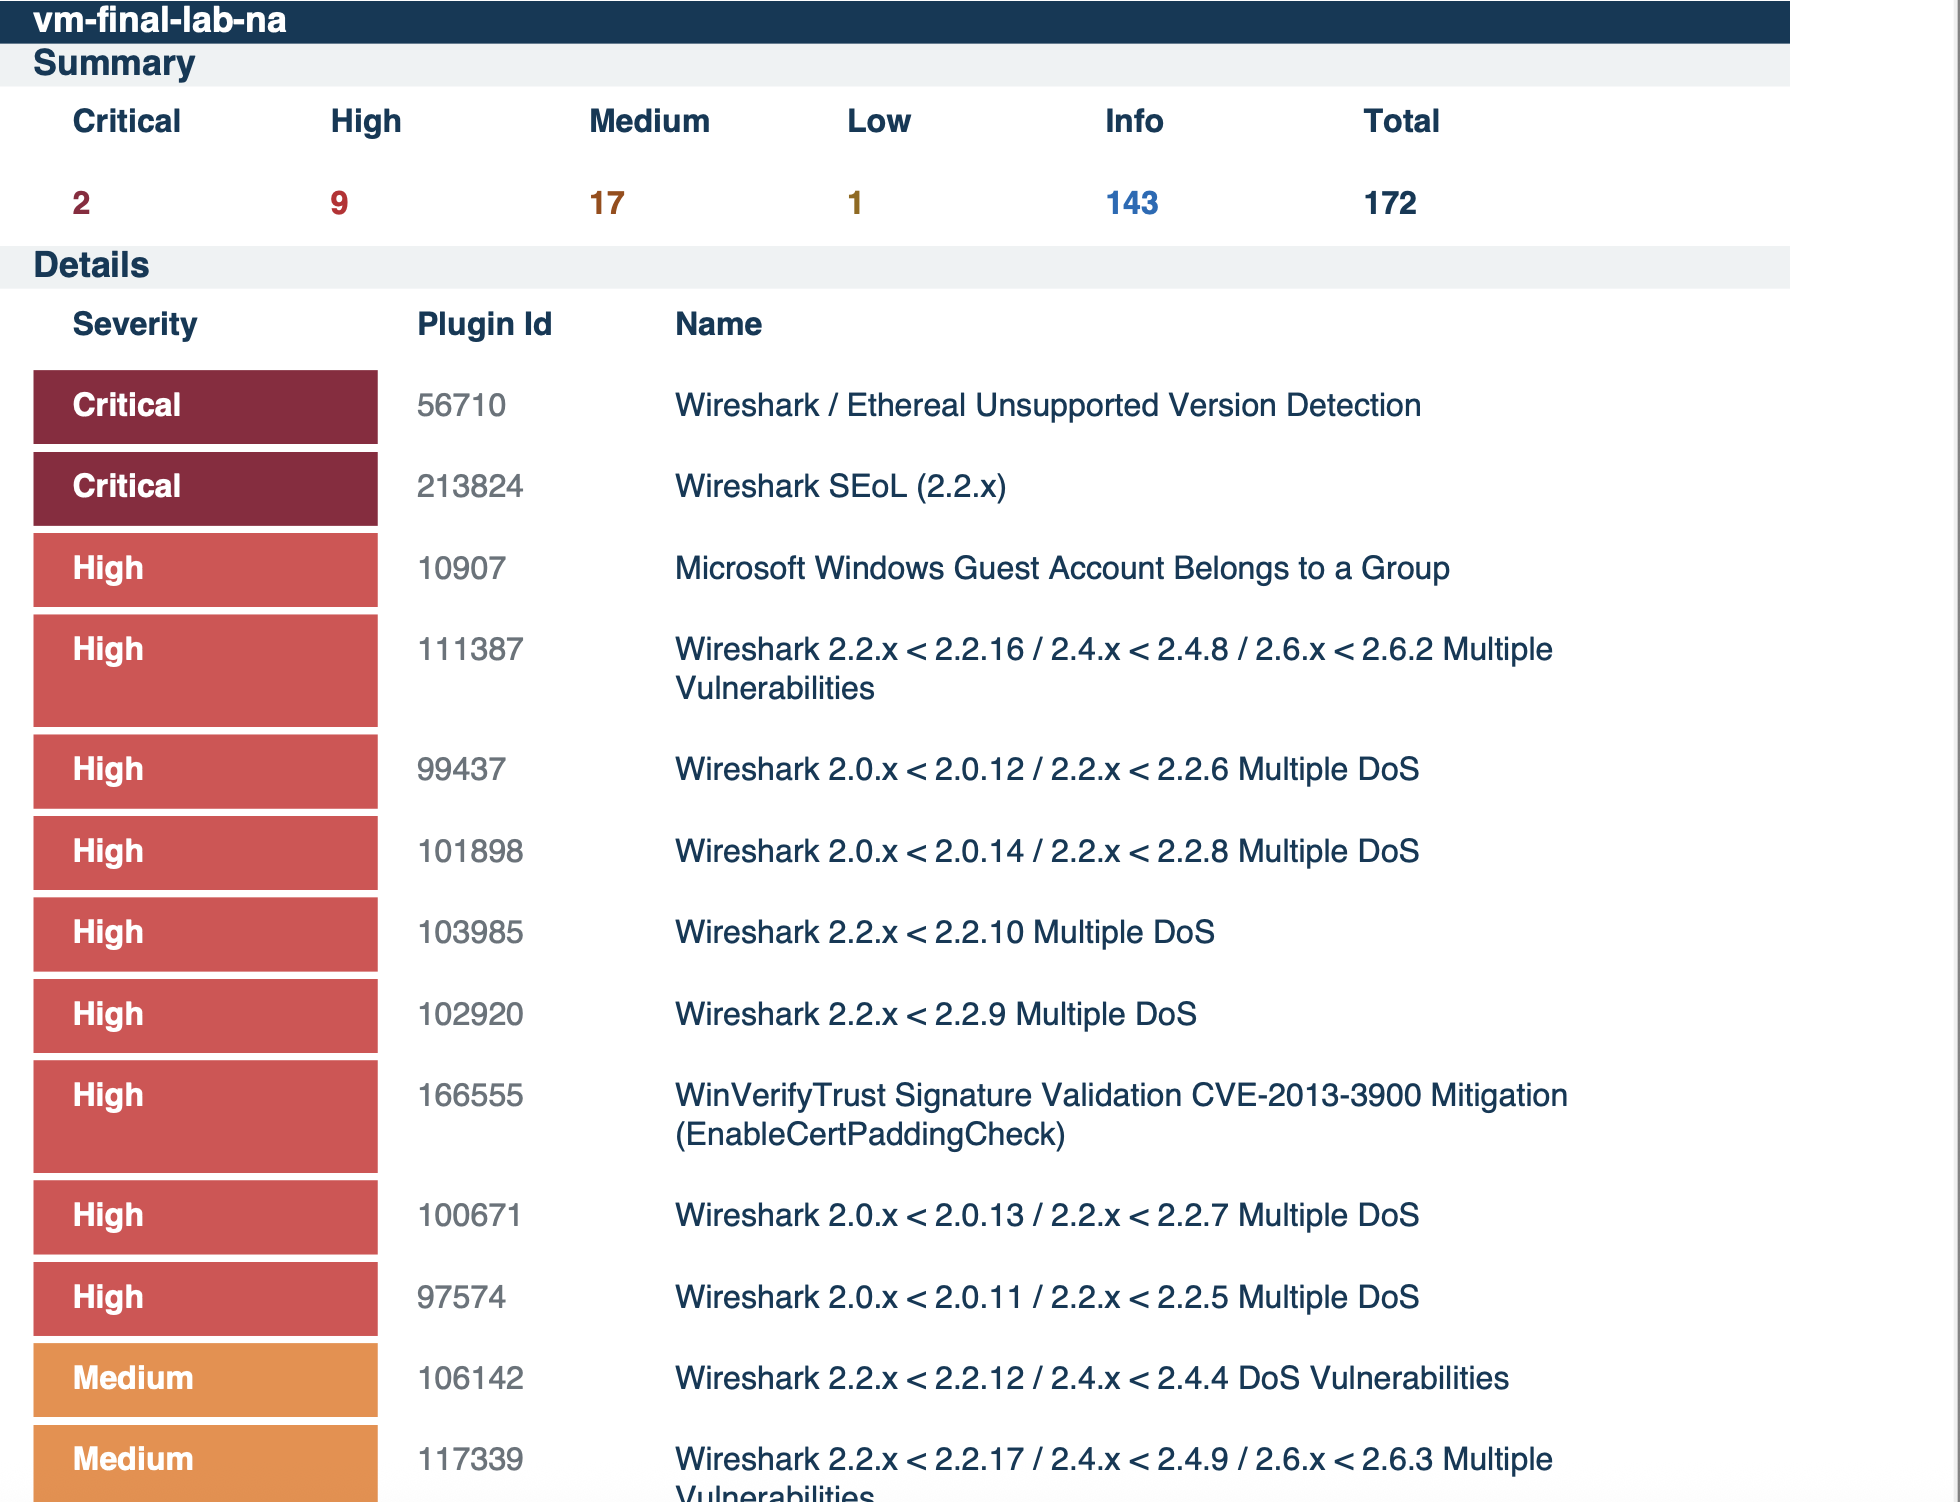 vm-final-lab-na
Summary
Critical High Medium Low Info Total
2 9 17 1 143 172
Details
Severity Plugin Id Name
Critical 56710 Wireshark / Ethereal Unsupported Version Detection
Critical 213824 Wireshark SEoL (2.2.x)
High 10907 Microsoft Windows Guest Account Belongs to a Group
High 111387 Wireshark 2.2.x < 2.2.16 / 2.4.x < 2.4.8 / 2.6.x < 2.6.2 Multiple
Vulnerabilities
High 99437 Wireshark 2.0.x < 2.0.12 / 2.2.x < 2.2.6 Multiple DoS
High 101898 Wireshark 2.0.x < 2.0.14 / 2.2.x < 2.2.8 Multiple DoS
High 103985 Wireshark 2.2.x < 2.2.10 Multiple DoS
High 102920 Wireshark 2.2.x < 2.2.9 Multiple DoS
High 166555 WinVerifyTrust Signature Validation CVE-2013-3900 Mitigation
(EnableCertPaddingCheck)
High 100671 Wireshark 2.0.x < 2.0.13 / 2.2.x < 2.2.7 Multiple DoS
High 97574 Wireshark 2.0.x < 2.0.11 / 2.2.x < 2.2.5 Multiple DoS
Medium 106142 Wireshark 2.2.x < 2.2.12 / 2.4.x < 2.4.4 DoS Vulnerabilities
Medium 117339 Wireshark 2.2.x < 2.2.17 / 2.4.x < 2.4.9 / 2.6.x < 2.6.3 Multiple
Vulnerabilities